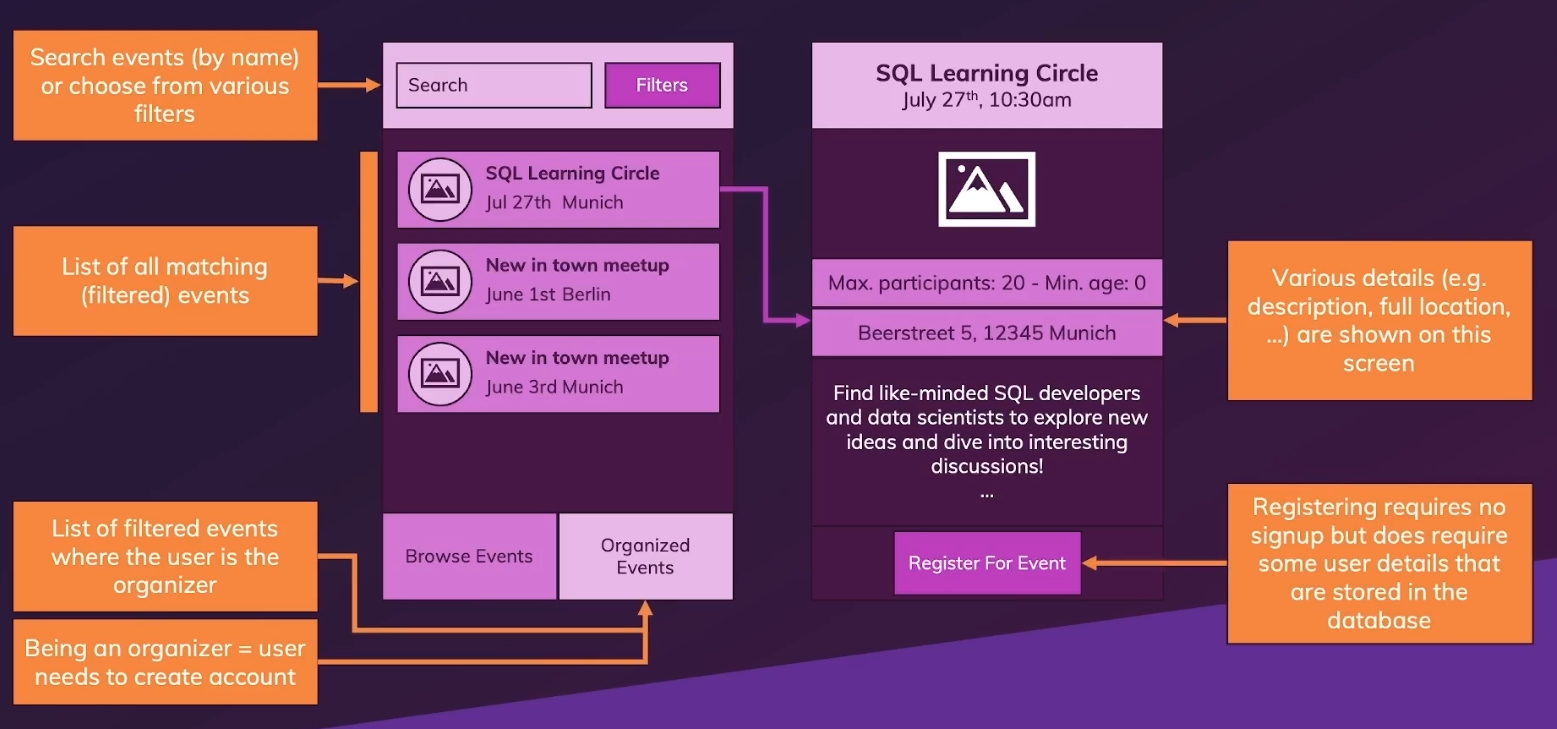 Search events (by name)
or choose from various
filters
List of all matching
(filtered) events
List of filtered events
where the user is the
organizer
Being an organizer = user
needs to create account
Search
Filters
SQL Learning Circle
Jul 27th Munich
New in town meetup
June 1st Berlin
New in town meetup
June 3rd Munich
Browse Events
Organized
Events
SQL Learning Circle
July 27th, 10:30am
Max. participants: 20 - Min. age: 0
Beerstreet 5, 12345 Munich
Find like-minded SQL developers
and data scientists to explore new
ideas and dive into interesting
discussions!
...
Register For Event
Various details (e.g.
description, full location,
...) are shown on this
screen
Registering requires no
signup but does require
some user details that
are stored in the
database